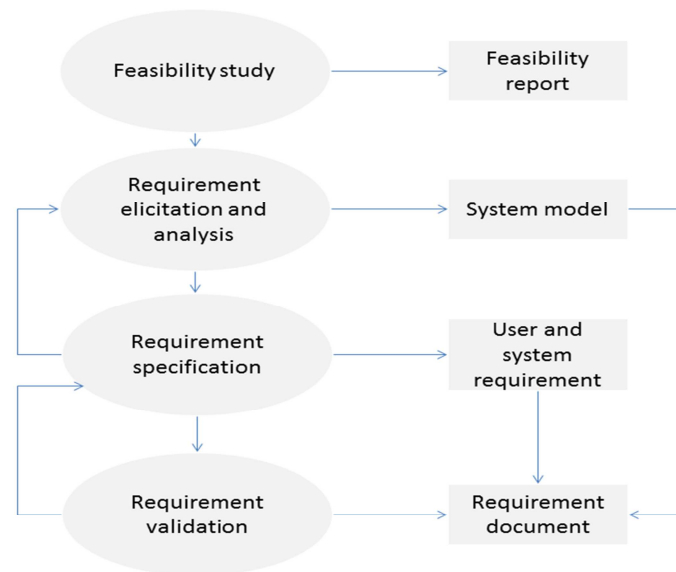 Feasibility study
Feasibility
report
Requirement
elicitation and
analysis
System model
Requirement
specification
User and
system
requirement
Requirement
validation
Requirement
document